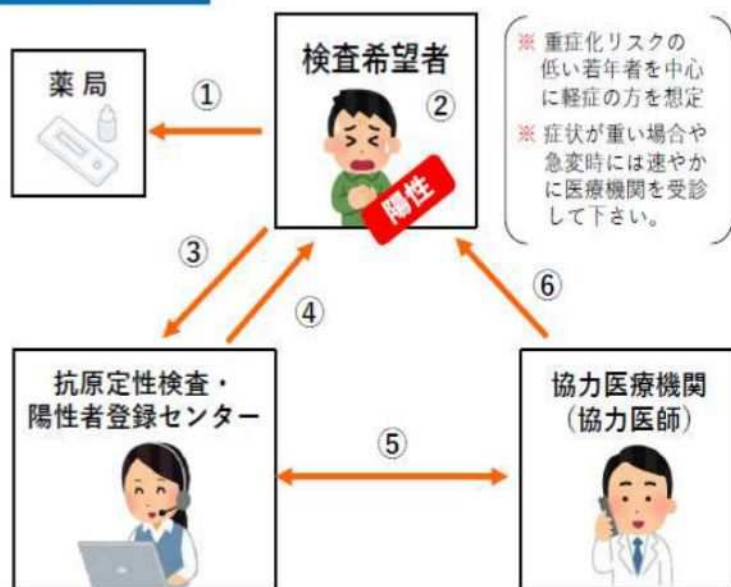 検査希望者
②
陽性
※ 重症化リスクの
低い若年者を中心
に軽症の方を想定
※ 症状が重い場合や
急変時には速やか
に医療機関を受診
して下さい。
薬局
①
③
④
⑥
抗原定性検査・
陽性者登録センター
⑤
協力医療機関
(協力医師)